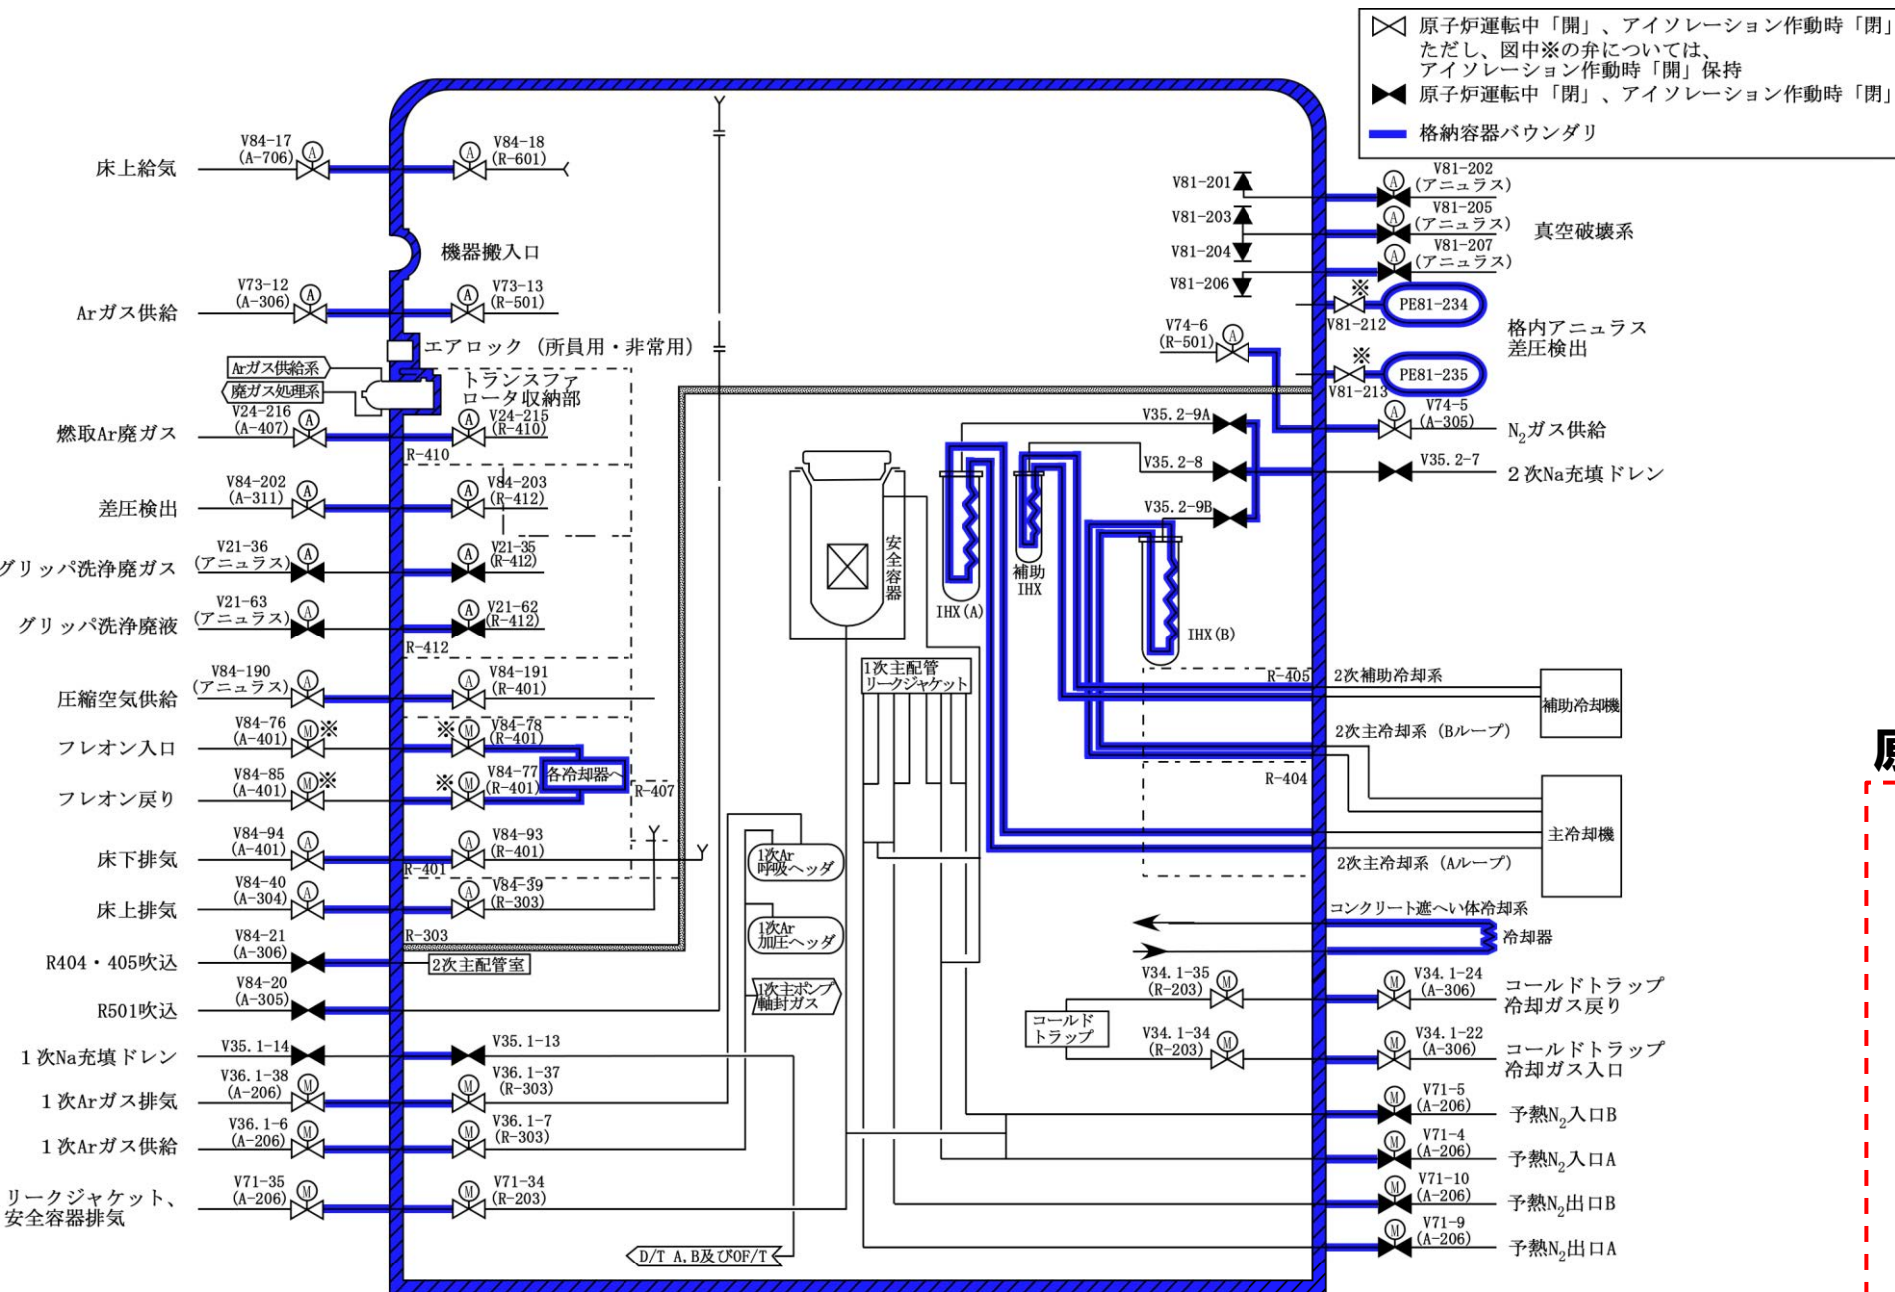 原子炉運転中「開」、アイソレーション作動時「閉」
ただし、図中※の弁については、
アイソレーション作動時「開」保持
原子炉運転中「閉」、アイソレーション作動時「閉」
格納容器バウンダリ
床上給気
V84-17
(A-706)
A
A
V84-18
(R-601)
機器搬入口
Arガス供給
V73-12
(A-306)
A
A
V73-13
(R-501)
エアロック（所員用・非常用）
Arガス供給系
廃ガス処理系
トランスファ
ロータ収納部
燃取Ar廃ガス
V24-216
(A-407)
A
A
V24-215
(R-410)
R-410
差圧検出
V84-202
(A-311)
A
A
V84-203
(R-412)
グリッパ洗浄廃ガス
V21-36
(アニュラス)
A
A
V21-35
(R-412)
グリッパ洗浄廃液
V21-63
(アニュラス)
A
A
V21-62
(R-412)
R-412
圧縮空気供給
V84-190
(アニュラス)
A
A
V84-191
(R-401)
フレオン入口
V84-76
(A-401)
M
※
※
M
V84-78
(R-401)
フレオン戻り
V84-85
(A-401)
M
※
※
M
V84-77
(R-401)
各冷却器へ
R-407
床下排気
V84-94
(A-401)
A
A
V84-93
(R-401)
R-401
床上排気
V84-40
(A-304)
A
A
V84-39
(R-303)
R-303
R404・405吹込
V84-21
(A-306)
2次主配管室
R501吹込
V84-20
(A-305)
1次Na充填ドレン
V35.1-14
V35.1-13
1次Arガス排気
V36.1-38
(A-206)
M
M
V36.1-37
(R-303)
1次Arガス供給
V36.1-6
(A-206)
M
M
V36.1-7
(R-303)
リークジャケット、
安全容器排気
V71-35
(A-206)
M
M
V71-34
(R-203)
D/T A,B及びOF/T
1次Ar
呼吸ヘッダ
1次Ar
加圧ヘッダ
1次主ポンプ
軸封ガス
安全容器
1次主配管
リークジャケット
IHX(A)
補助
IHX
IHX(B)
V81-201
V81-203
V81-204
V81-206
A
V81-202
(アニュラス)
A
V81-205
(アニュラス)
A
V81-207
(アニュラス)
真空破壊系
※
V81-212
PE81-234
※
V81-213
PE81-235
格内アニュラス
差圧検出
V74-6
(R-501)
A
A
V74-5
(A-305)
N2ガス供給
V35.2-9A
V35.2-8
V35.2-9B
V35.2-7
2次Na充填ドレン
R-405
2次補助冷却系
補助冷却機
2次主冷却系（Bループ）
R-404
主冷却機
2次主冷却系（Aループ）
コンクリート遮へい体冷却系
冷却器
コールド
トラップ
V34.1-35
(R-203)
M
M
V34.1-24
(A-306)
コールドトラップ
冷却ガス戻り
V34.1-34
(R-203)
M
M
V34.1-22
(A-306)
コールドトラップ
冷却ガス入口
M
V71-5
(A-206)
予熱N2入口B
M
V71-4
(A-206)
予熱N2入口A
M
V71-10
(A-206)
予熱N2出口B
M
V71-9
(A-206)
予熱N2出口A